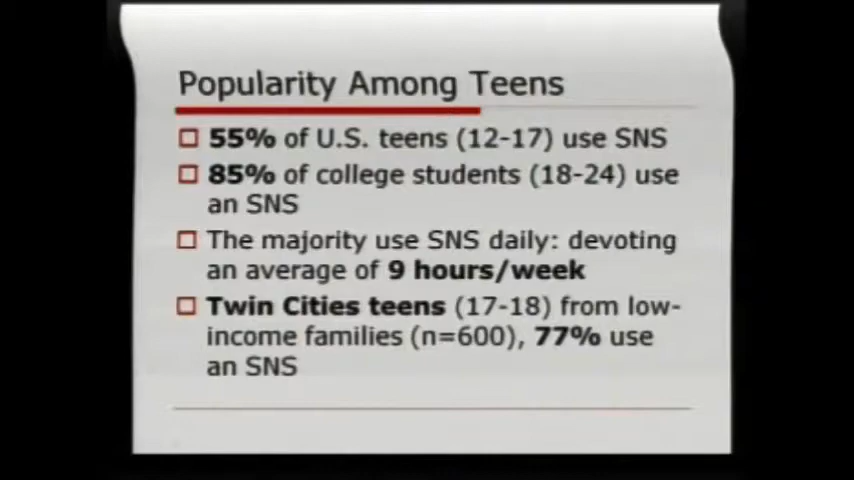 Popularity Among Teens
55% of U.S. teens (12-17) use SNS
85% of college students (18-24) use
an SNS
The majority use SNS daily: devoting
an average of 9 hours/week
Twin Cities teens (17-18) from low-
income families (n=600), 77% use
an SNS